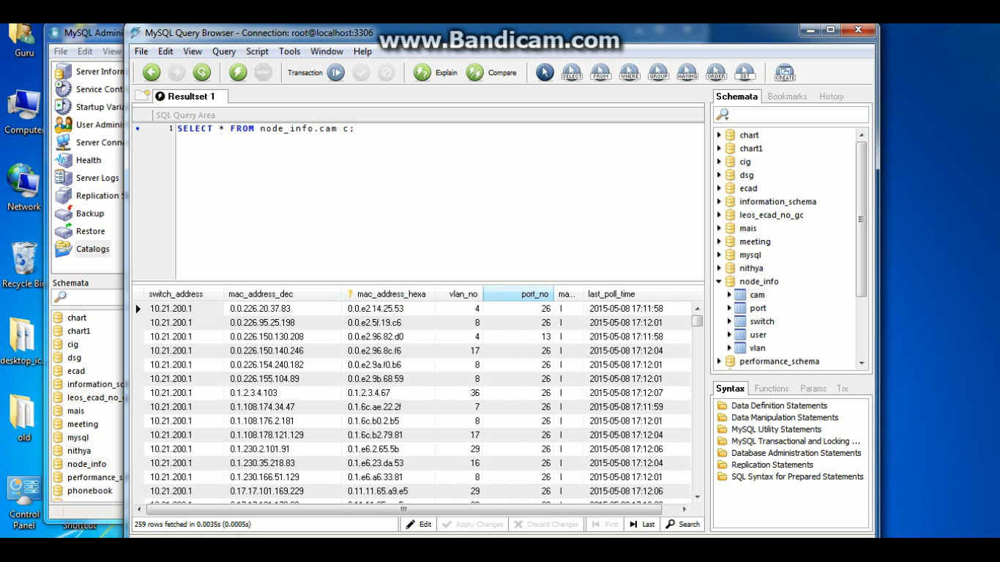 www.Bandicam.com
Guru
Computer
Network
Recycle Bin
desktop_ic...
old
Control
Panel
Shortcut
MySQL Admini
File Edit View
Server Inform
Service Cont
Startup Varia
User Adminis
Server Conn
Health
Server Logs
Replication S
Backup
Restore
Catalogs
Schemata
chart
chart1
cig
dsg
ecad
information_sc
leos_ecad_no_
mais
meeting
mysql
nithya
node_info
performance_s
phonebook
MySQL Query Browser - Connection: root@localhost:3306
File Edit View Query Script Tools Window Help
STOP Transaction Explain Compare SELECT FROM WHERE GROUP HAVING ORDER SET CREATE
Resultset 1
SQL Query Area
1 SELECT * FROM node_info.cam c;
switch_address mac_address_dec mac_address_hexa vlan_no port_no ma... last_poll_time
10.21.200.1 0.0.226.20.37.83 0.0.e2.14.25.53 4 26 I 2015-05-08 17:11:58
10.21.200.1 0.0.226.95.25.198 0.0.e2.5f.19.c6 8 26 I 2015-05-08 17:12:01
10.21.200.1 0.0.226.150.130.208 0.0.e2.96.82.d0 4 13 I 2015-05-08 17:11:58
10.21.200.1 0.0.226.150.140.246 0.0.e2.96.8c.f6 17 26 I 2015-05-08 17:12:04
10.21.200.1 0.0.226.154.240.182 0.0.e2.9a.f0.b6 8 26 I 2015-05-08 17:12:01
10.21.200.1 0.0.226.155.104.89 0.0.e2.9b.68.59 8 26 I 2015-05-08 17:12:01
10.21.200.1 0.1.2.3.4.103 0.1.2.3.4.67 36 26 I 2015-05-08 17:12:07
10.21.200.1 0.1.108.174.34.47 0.1.6c.ae.22.2f 7 26 I 2015-05-08 17:11:59
10.21.200.1 0.1.108.176.2.181 0.1.6c.b0.2.b5 8 26 I 2015-05-08 17:12:01
10.21.200.1 0.1.108.178.121.129 0.1.6c.b2.79.81 17 26 I 2015-05-08 17:12:04
10.21.200.1 0.1.230.2.101.91 0.1.e6.2.65.5b 29 26 I 2015-05-08 17:12:06
10.21.200.1 0.1.230.35.218.83 0.1.e6.23.da.53 16 26 I 2015-05-08 17:12:04
10.21.200.1 0.1.230.166.51.129 0.1.e6.a6.33.81 8 26 I 2015-05-08 17:12:01
10.21.200.1 0.17.17.101.169.229 0.11.11.65.a9.e5 29 26 I 2015-05-08 17:12:06
259 rows fetched in 0.0035s (0.0005s) Edit Apply Changes Discard Changes First Last Search
Schemata Bookmarks History
chart
chart1
cig
dsg
ecad
information_schema
leos_ecad_no_gc
mais
meeting
mysql
nithya
node_info
cam
port
switch
user
vlan
performance_schema
Syntax Functions Params Trx
Data Definition Statements
Data Manipulation Statements
MySQL Utility Statements
MySQL Transactional and Locking ...
Database Administration Statements
Replication Statements
SQL Syntax for Prepared Statements